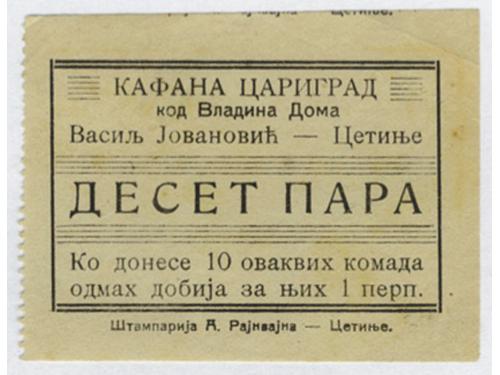 КАФАНА ЦАРИГРАД
код Владина Дома
Васиљ Јовановић — Цетиње
ДЕСЕТ ПАРА
Ко донесе 10 оваквих комада
одмах добија за њих 1 перп.
Штампарија А. Рајнвајна — Цетиње.